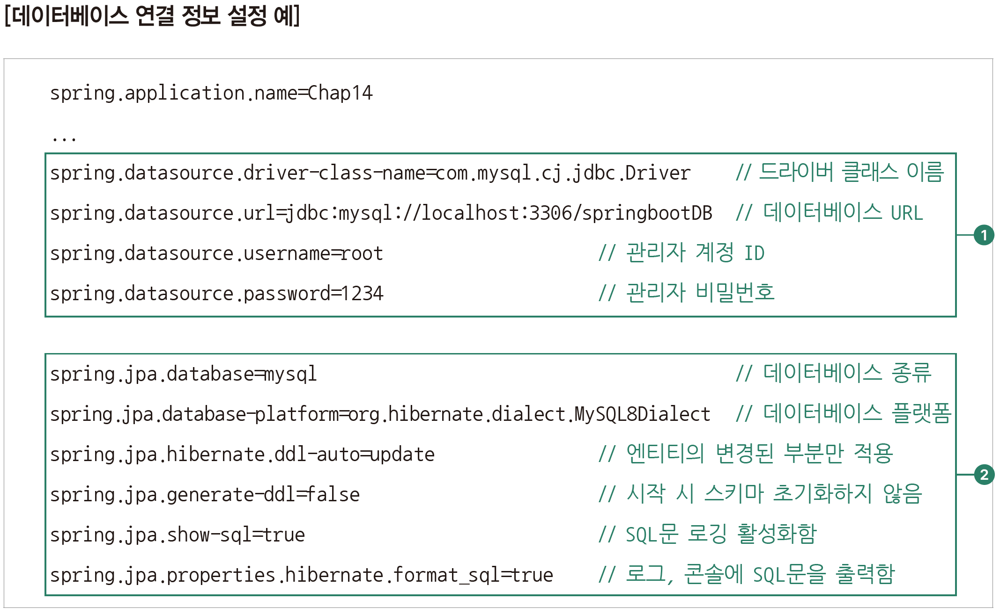 [데이터베이스 연결 정보 설정 예]
spring.application.name=Chap14
...
spring.datasource.driver-class-name=com.mysql.cj.jdbc.Driver // 드라이버 클래스 이름
spring.datasource.url=jdbc:mysql://localhost:3306/springbootDB // 데이터베이스 URL
spring.datasource.username=root // 관리자 계정 ID
spring.datasource.password=1234 // 관리자 비밀번호
1
spring.jpa.database=mysql // 데이터베이스 종류
spring.jpa.database-platform=org.hibernate.dialect.MySQL8Dialect // 데이터베이스 플랫폼
spring.jpa.hibernate.ddl-auto=update // 엔티티의 변경된 부분만 적용
spring.jpa.generate-ddl=false // 시작 시 스키마 초기화하지 않음
spring.jpa.show-sql=true // SQL문 로깅 활성화함
spring.jpa.properties.hibernate.format_sql=true // 로그, 콘솔에 SQL문을 출력함
2